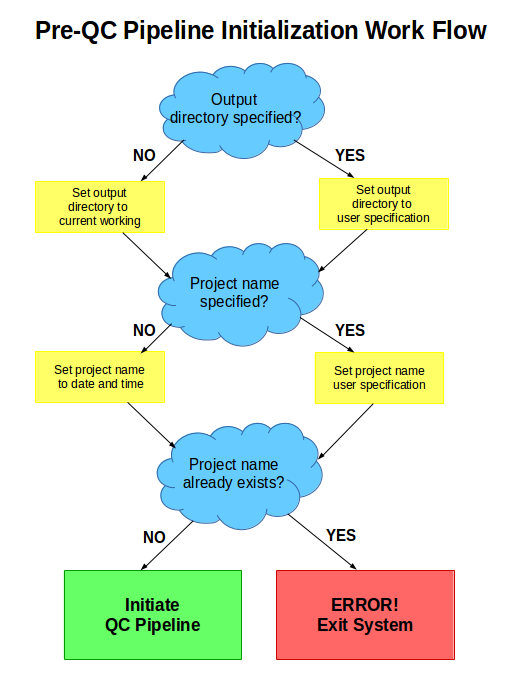 Pre-QC Pipeline Initialization Work Flow
Output
directory specified?
NO
YES
Set output
directory to
current working
Set output
directory to
user specification
Project name
specified?
NO
YES
Set project name
to date and time
Set project name
user specification
Project name
already exists?
NO
YES
Initiate
QC Pipeline
ERROR!
Exit System